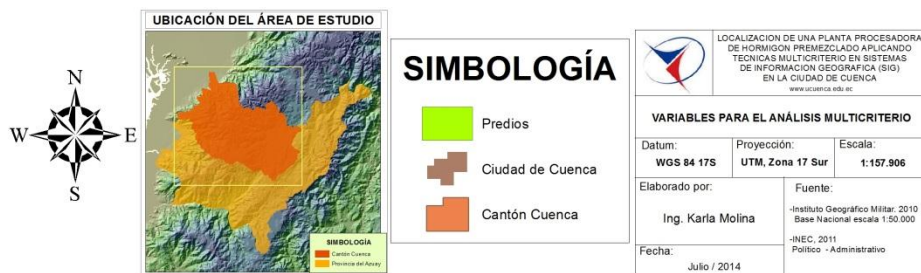 N
W
E
S
UBICACIÓN DEL ÁREA DE ESTUDIO
SIMBOLOGÍA
Cantón Cuenca
Provincia del Azuay
SIMBOLOGÍA
Predios
Ciudad de Cuenca
Cantón Cuenca
LOCALIZACION DE UNA PLANTA PROCESADORA
DE HORMIGON PREMEZCLADO APLICANDO
TECNICAS MULTICRITERIO EN SISTEMAS
DE INFORMACION GEOGRAFICA (SIG)
EN LA CIUDAD DE CUENCA
www.ucuenca.edu.ec
VARIABLES PARA EL ANÁLISIS MULTICRITERIO
Datum:
WGS 84 17S
Proyección:
UTM, Zona 17 Sur
Escala:
1:157.906
Elaborado por:
Ing. Karla Molina
Fecha:
Julio / 2014
Fuente:
-Instituto Geográfico Militar. 2010
Base Nacional escala 1:50.000
-INEC, 2011
Político - Administrativo